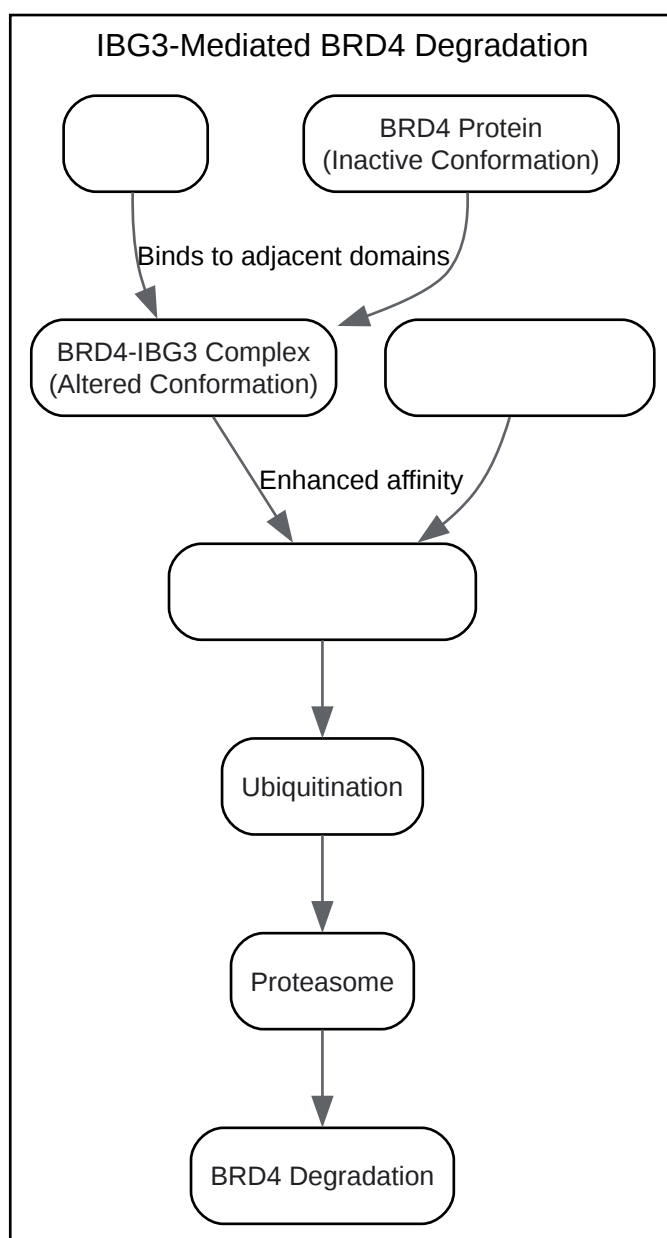 IBG3-Mediated BRD4 Degradation
BRD4 Protein
(Inactive Conformation)
Binds to adjacent domains
BRD4-IBG3 Complex
(Altered Conformation)
Enhanced affinity
Ubiquitination
Proteasome
BRD4 Degradation